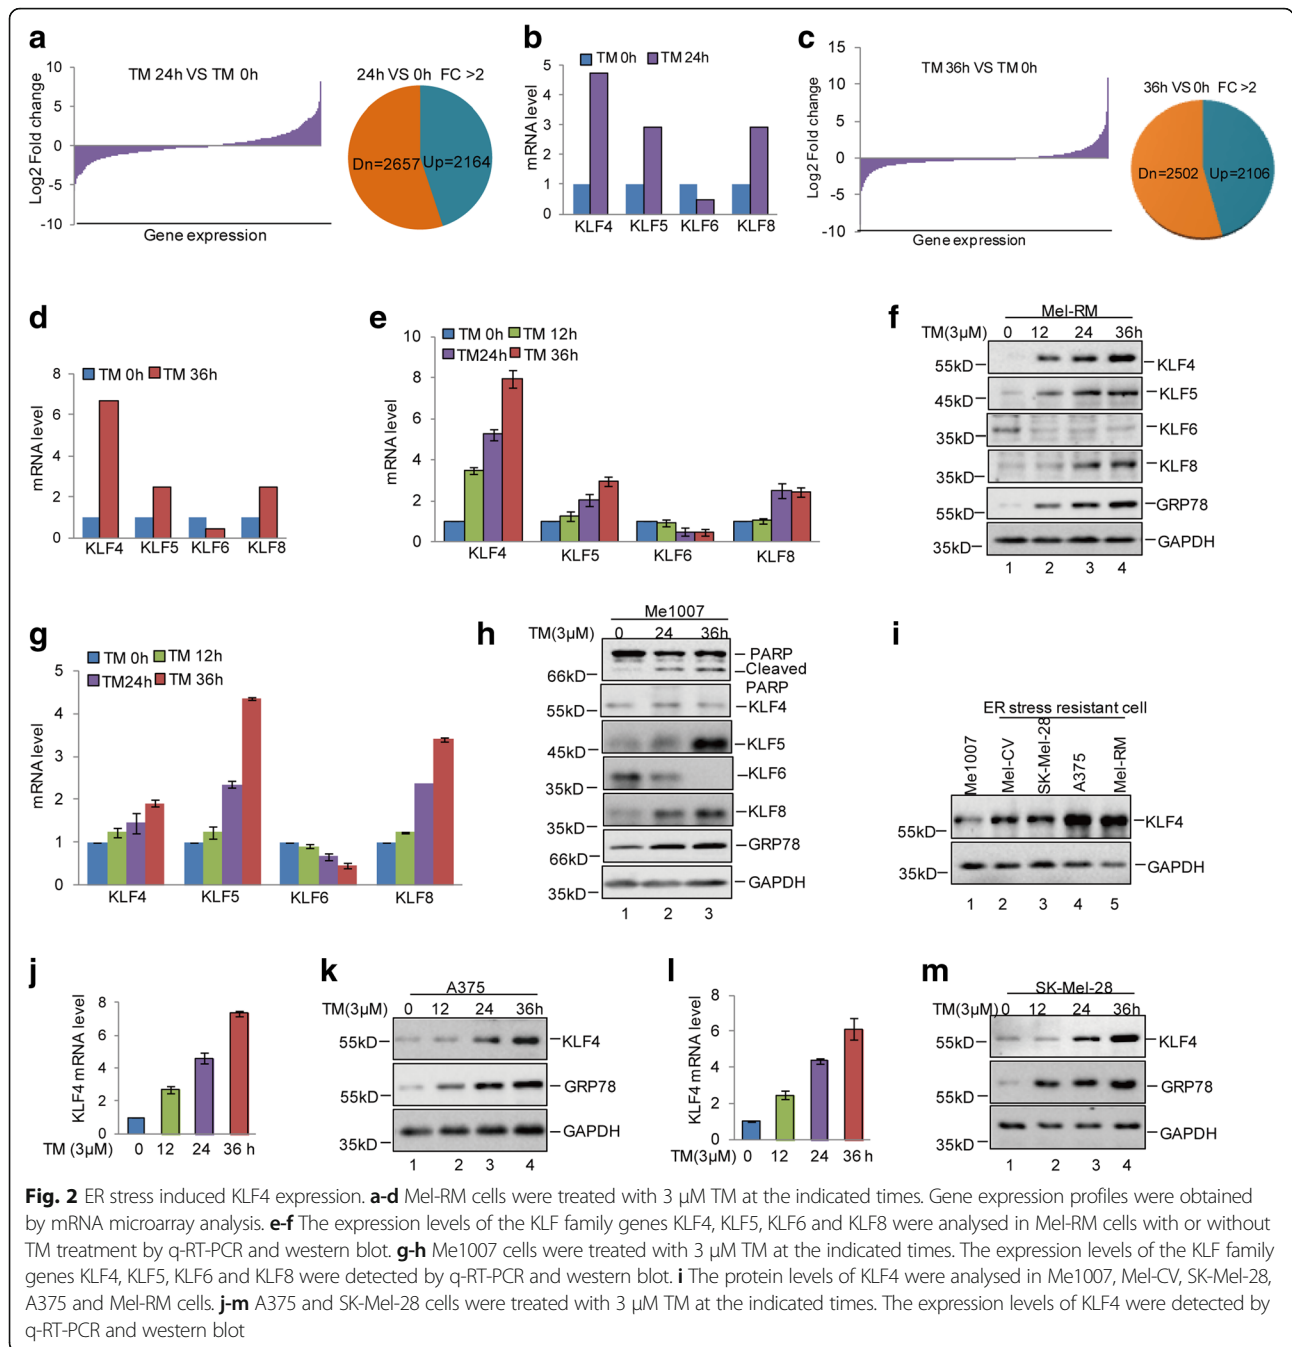 a
TM 24h VS TM 0h
Log2 Fold change
10
5
0
-5
-10
Gene expression
24h VS 0h FC >2
Dn=2657
Up=2164
b
TM 0h
TM 24h
mRNA level
5
4
3
2
1
0
KLF4
KLF5
KLF6
KLF8
c
TM 36h VS TM 0h
Log2 Fold change
15
10
5
0
-5
-10
Gene expression
36h VS 0h FC >2
Dn=2502
Up=2106
d
TM 0h
TM 36h
mRNA level
8
6
4
2
0
KLF4
KLF5
KLF6
KLF8
e
TM 0h
TM 12h
TM24h
TM 36h
mRNA level
10
8
6
4
2
0
KLF4
KLF5
KLF6
KLF8
f
Mel-RM
TM(3μM) 0 12 24 36h
55kD
KLF4
45kD
KLF5
35kD
KLF6
35kD
KLF8
55kD
GRP78
35kD
GAPDH
1 2 3 4
g
TM 0h
TM 12h
TM24h
TM 36h
mRNA level
5
4
3
2
1
0
KLF4
KLF5
KLF6
KLF8
h
Me1007
TM(3μM) 0 24 36h
PARP
66kD
Cleaved
PARP
55kD
KLF4
45kD
KLF5
35kD
KLF6
35kD
KLF8
66kD
GRP78
35kD
GAPDH
1 2 3
i
ER stress resistant cell
Me1007
Mel-CV
SK-Mel-28
A375
Mel-RM
55kD
KLF4
35kD
GAPDH
1 2 3 4 5
j
KLF4 mRNA level
8
6
4
2
0
TM (3μM) 0 12 24 36 h
k
A375
TM(3μM) 0 12 24 36h
55kD
KLF4
55kD
GRP78
35kD
GAPDH
1 2 3 4
l
KLF4 mRNA level
8
6
4
2
0
TM(3μM) 0 12 24 36 h
m
SK-Mel-28
TM(3μM) 0 12 24 36h
55kD
KLF4
55kD
GRP78
35kD
GAPDH
1 2 3 4
Fig. 2 ER stress induced KLF4 expression. a-d Mel-RM cells were treated with 3 μM TM at the indicated times. Gene expression profiles were obtained
by mRNA microarray analysis. e-f The expression levels of the KLF family genes KLF4, KLF5, KLF6 and KLF8 were analysed in Mel-RM cells with or without
TM treatment by q-RT-PCR and western blot. g-h Me1007 cells were treated with 3 μM TM at the indicated times. The expression levels of the KLF family
genes KLF4, KLF5, KLF6 and KLF8 were detected by q-RT-PCR and western blot. i The protein levels of KLF4 were analysed in Me1007, Mel-CV, SK-Mel-28,
A375 and Mel-RM cells. j-m A375 and SK-Mel-28 cells were treated with 3 μM TM at the indicated times. The expression levels of KLF4 were detected by
q-RT-PCR and western blot